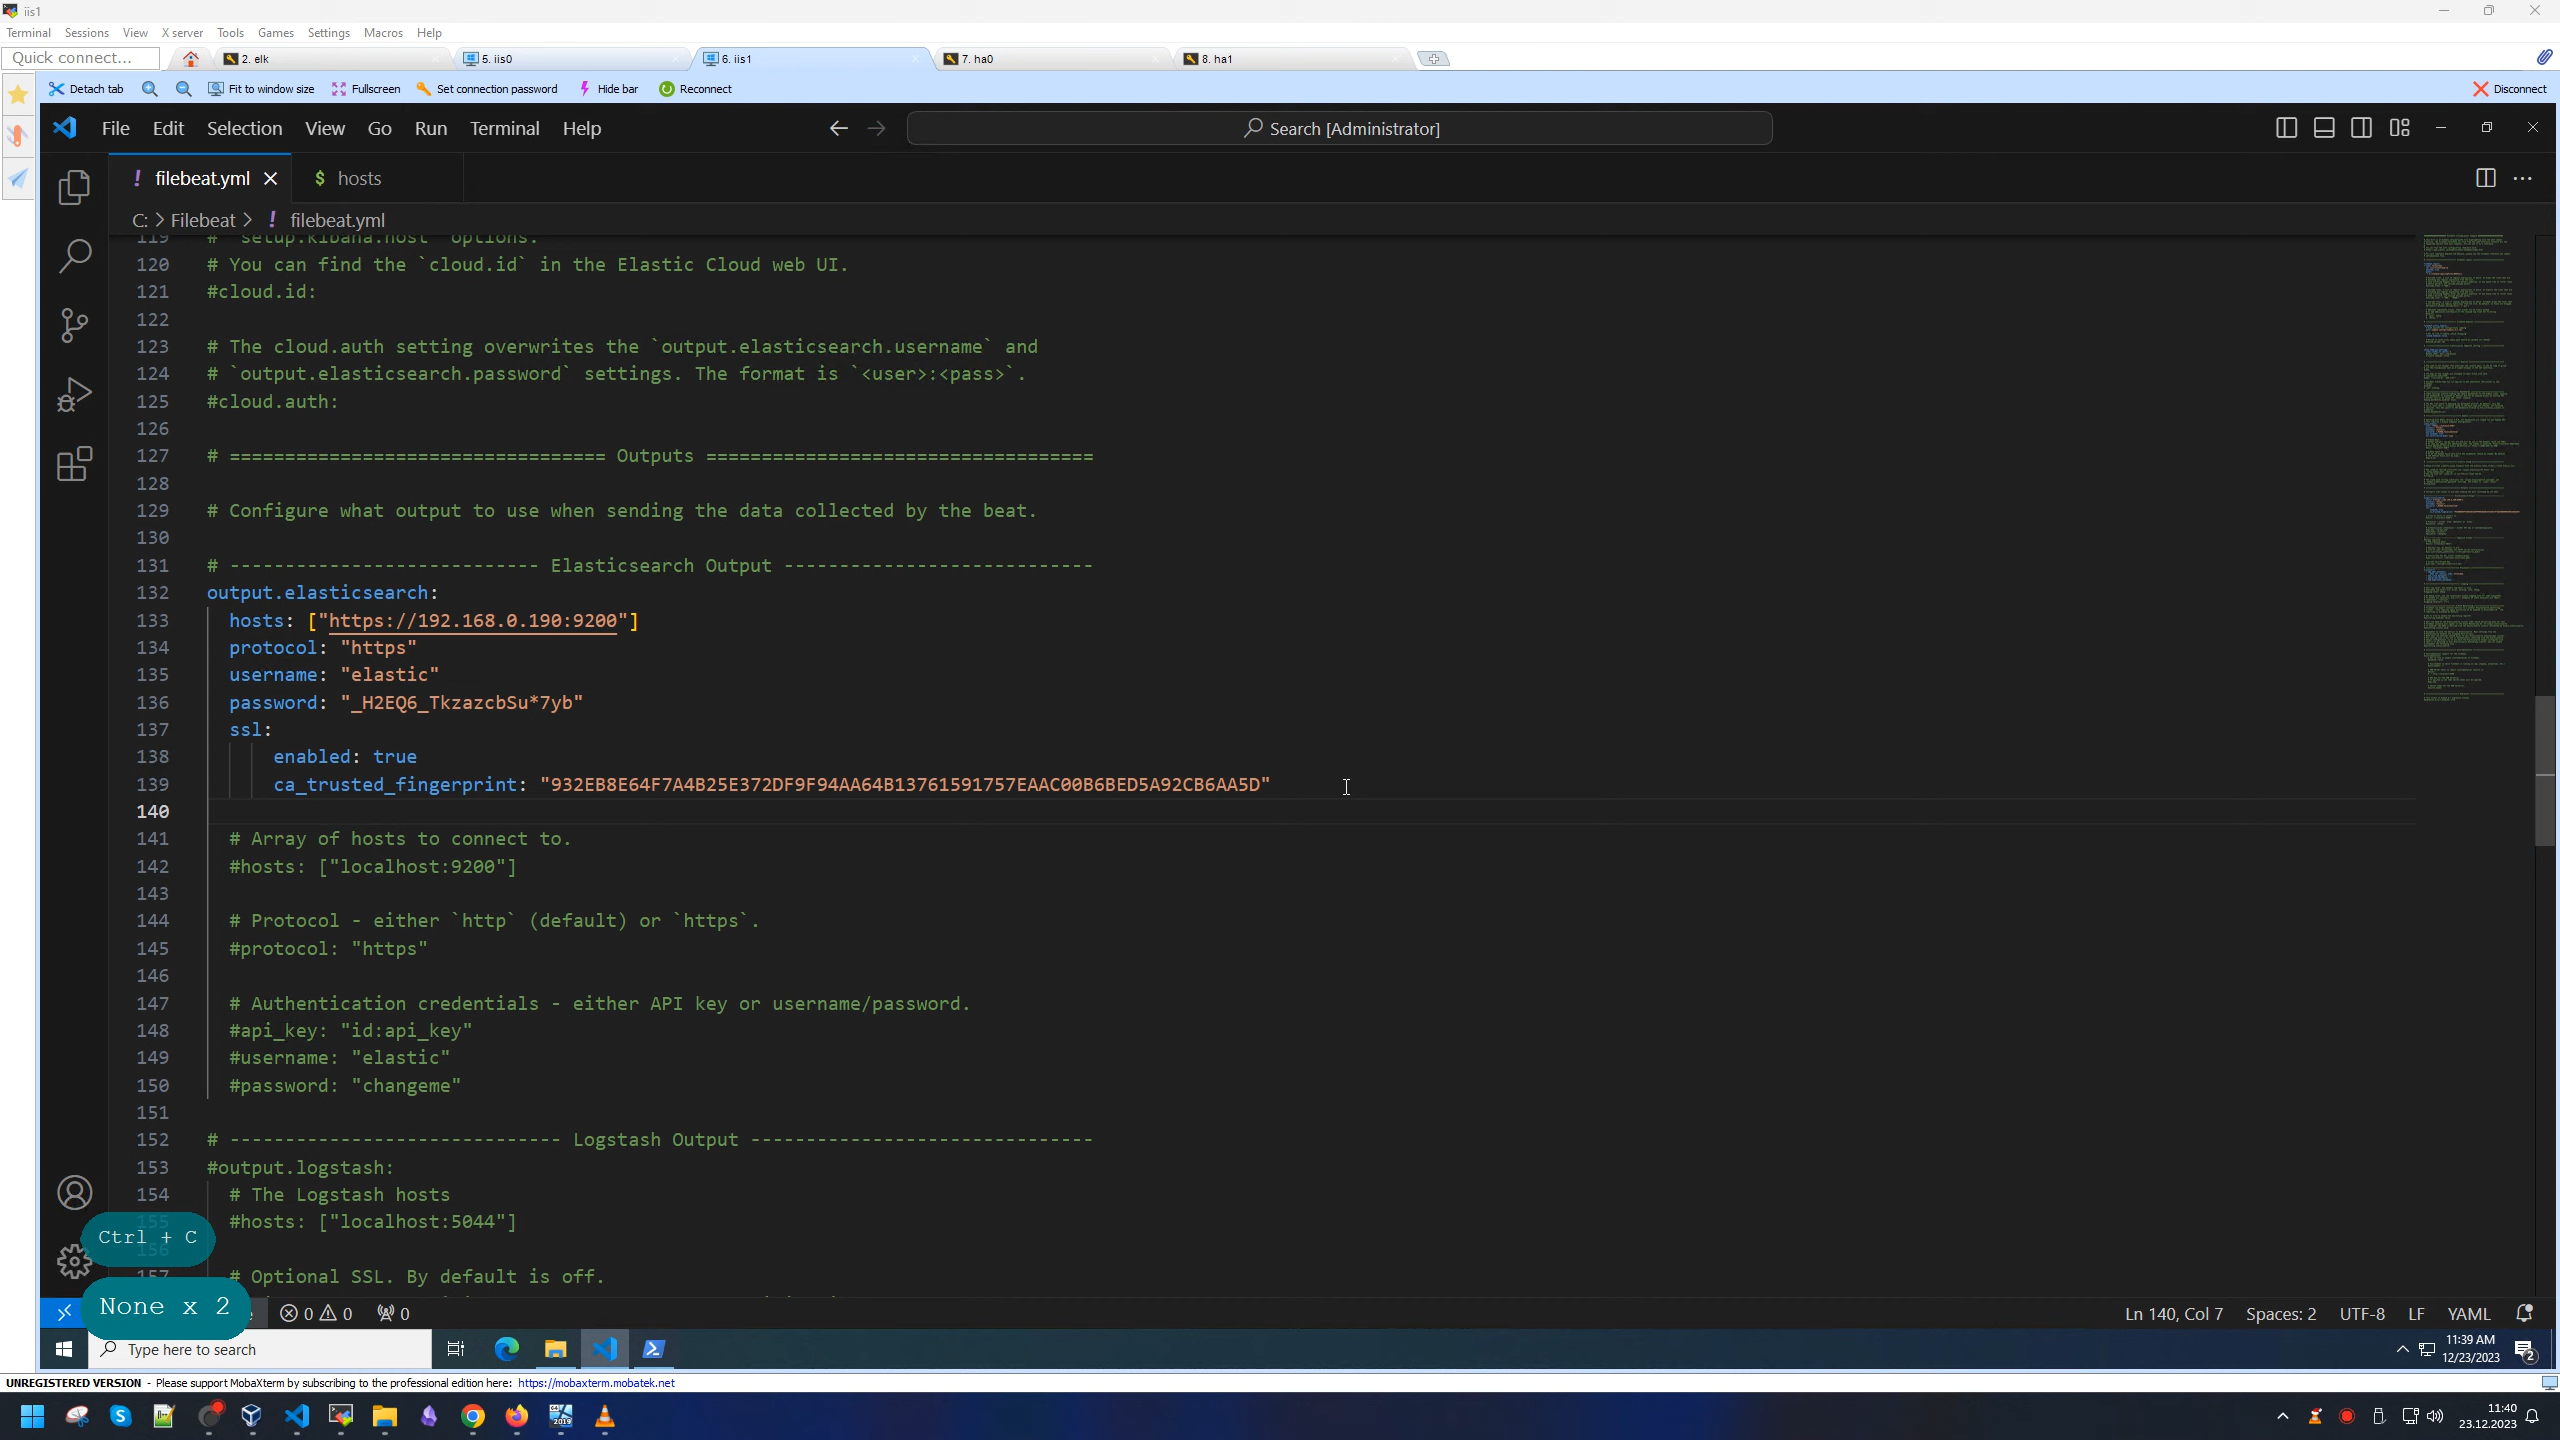 iis1
Terminal Sessions View X server Tools Games Settings Macros Help
Quick connect... 2. elk 5. iis0 6. iis1 7. ha0 8. ha1
Detach tab Fit to window size Fullscreen Set connection password Hide bar Reconnect Disconnect
File Edit Selection View Go Run Terminal Help Search [Administrator]
! filebeat.yml $ hosts
C: > Filebeat > ! filebeat.yml
119 # `setup.kibana.host` options.
120 # You can find the `cloud.id` in the Elastic Cloud web UI.
121 #cloud.id:
122
123 # The cloud.auth setting overwrites the `output.elasticsearch.username` and
124 # `output.elasticsearch.password` settings. The format is `<user>:<pass>`.
125 #cloud.auth:
126
127 # ================================== Outputs ===================================
128
129 # Configure what output to use when sending the data collected by the beat.
130
131 # ---------------------------- Elasticsearch Output ----------------------------
132 output.elasticsearch:
133 hosts: ["https://192.168.0.190:9200"]
134 protocol: "https"
135 username: "elastic"
136 password: "_H2EQ6_TkzazcbSu*7yb"
137 ssl:
138 enabled: true
139 ca_trusted_fingerprint: "932EB8E64F7A4B25E372DF9F94AA64B13761591757EAAC00B6BED5A92CB6AA5D"
140
141 # Array of hosts to connect to.
142 #hosts: ["localhost:9200"]
143
144 # Protocol - either `http` (default) or `https`.
145 #protocol: "https"
146
147 # Authentication credentials - either API key or username/password.
148 #api_key: "id:api_key"
149 #username: "elastic"
150 #password: "changeme"
151
152 # ------------------------------ Logstash Output -------------------------------
153 #output.logstash:
154 # The Logstash hosts
155 #hosts: ["localhost:5044"]
156
157 # Optional SSL. By default is off.
Ctrl + C
None x 2
0 0 0 Ln 140, Col 7 Spaces: 2 UTF-8 LF YAML
Type here to search 11:39 AM
12/23/2023 2
UNREGISTERED VERSION - Please support MobaXterm by subscribing to the professional edition here: https://mobaxterm.mobatek.net
11:40
23.12.2023